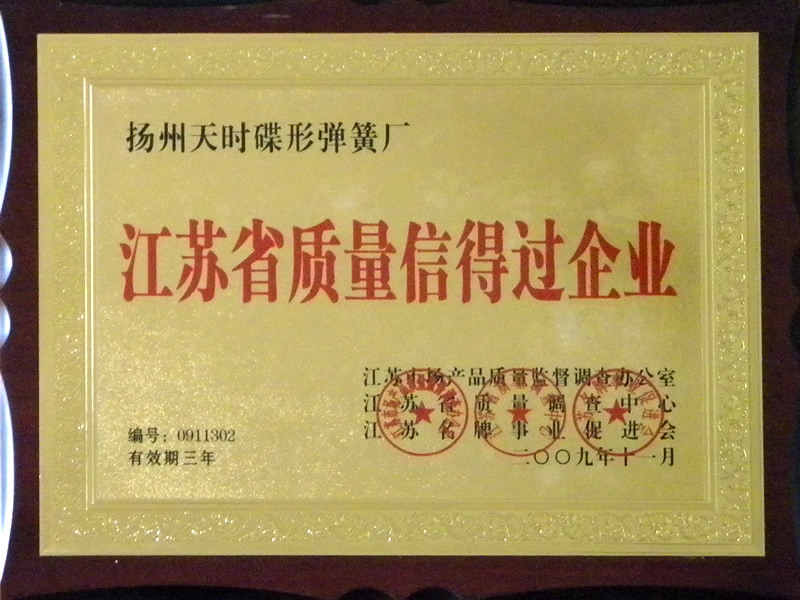 扬州天时碟形弹簧厂
江苏省质量信得过企业
江苏市场产品质量监督调查办公室
江苏省质量调查中心
江苏名牌事业促进会
编号：0911302
有效期三年
二〇〇九年十一月